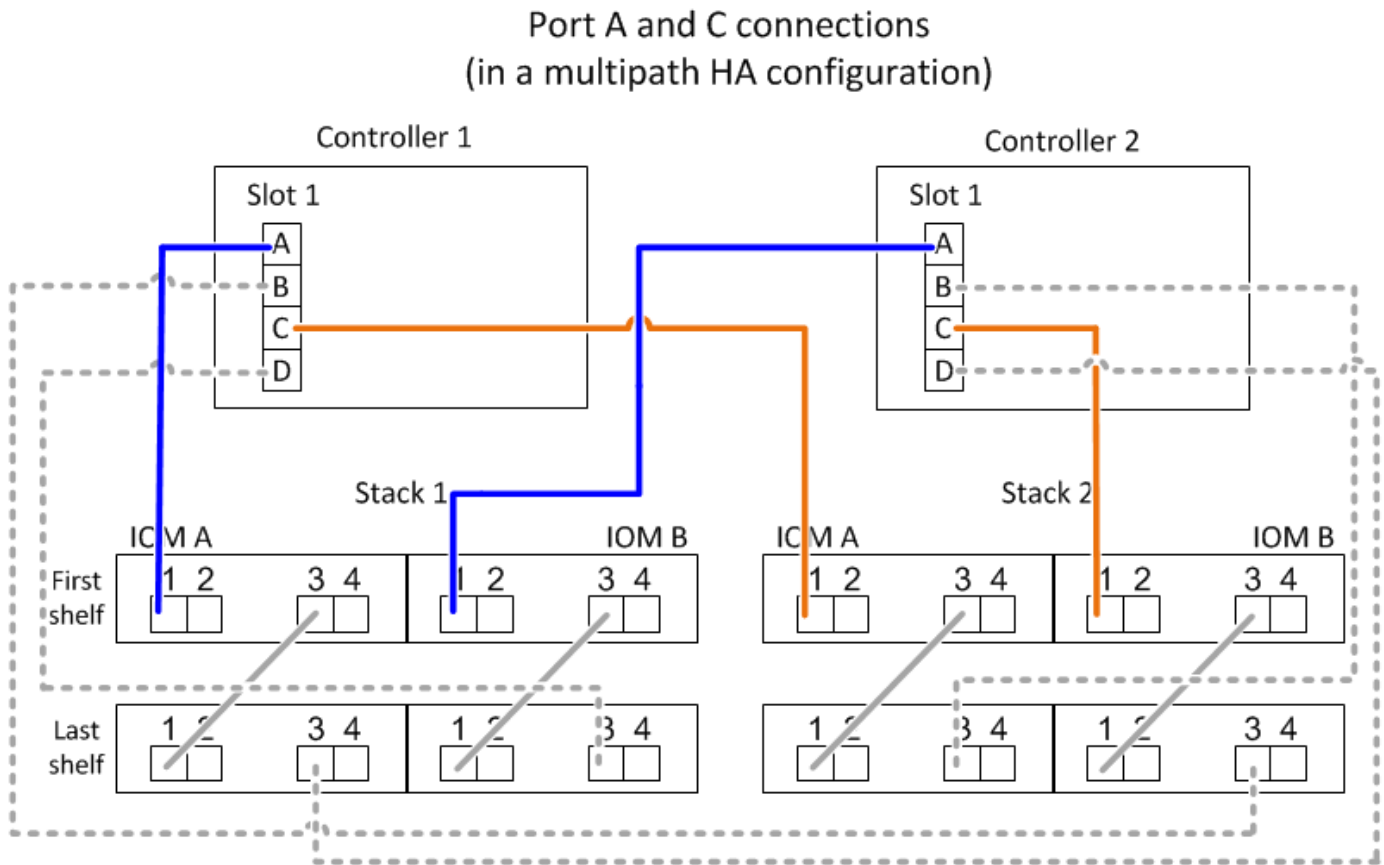 Port A and C connections
(in a multipath HA configuration)
Controller 1
Controller 2
Slot 1
Slot 1
A
B
C
D
A
B
C
D
Stack 1
Stack 2
IOM A
IOM B
IOM A
IOM B
First
shelf
1 2 3 4 1 2 3 4 1 2 3 4 1 2 3 4
Last
shelf
1 2 3 4 1 2 3 4 1 2 3 4 1 2 3 4